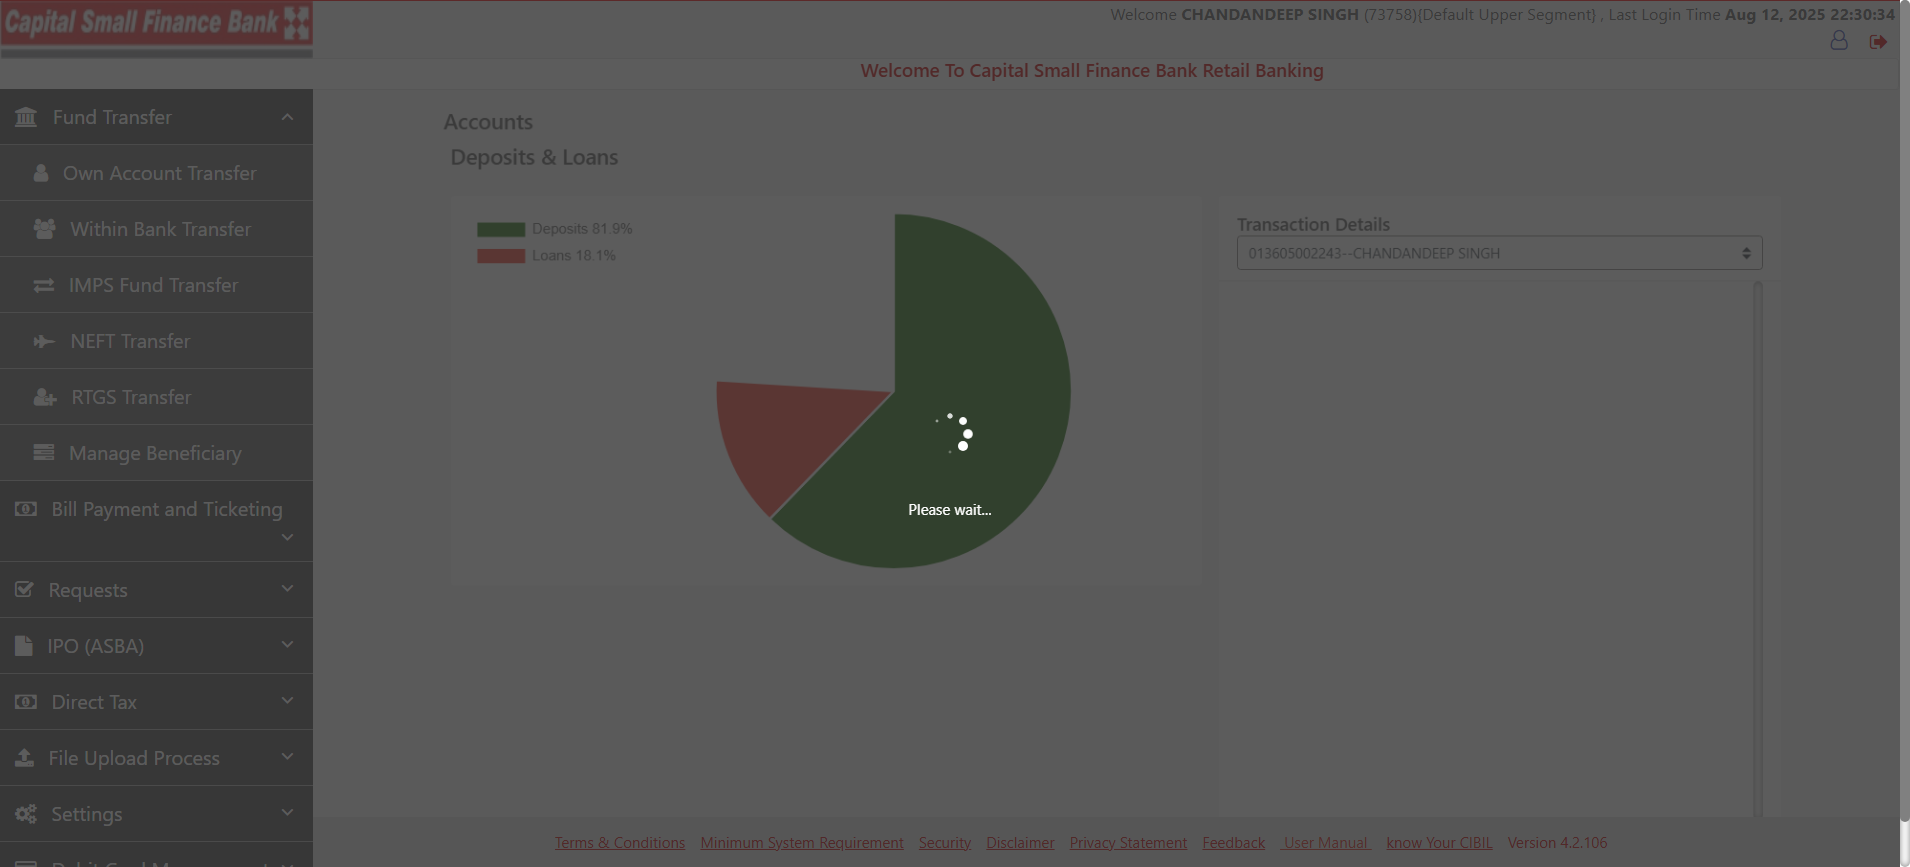 Capital Small Finance Bank
Welcome CHANDANDEEP SINGH (73758){Default Upper Segment} , Last Login Time Aug 12, 2025 22:30:34
Welcome To Capital Small Finance Bank Retail Banking
Fund Transfer
Own Account Transfer
Within Bank Transfer
IMPS Fund Transfer
NEFT Transfer
RTGS Transfer
Manage Beneficiary
Bill Payment and Ticketing
Requests
IPO (ASBA)
Direct Tax
File Upload Process
Settings
Accounts
Deposits & Loans
Deposits 81.9%
Loans 18.1%
Please wait...
Transaction Details
013605002243--CHANDANDEEP SINGH
Terms & Conditions Minimum System Requirement Security Disclaimer Privacy Statement Feedback User Manual know Your CIBIL Version 4.2.106